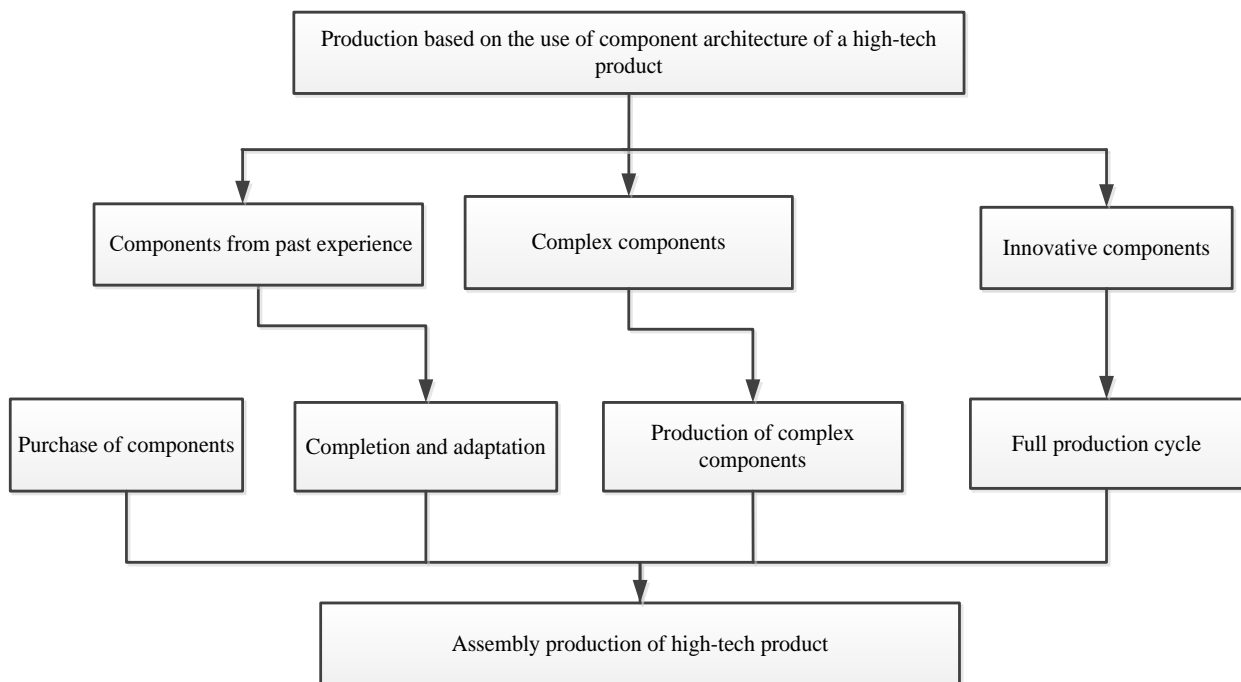 Production based on the use of component architecture of a high-tech
product
Components from past experience
Complex components
Innovative components
Purchase of components
Completion and adaptation
Production of complex
components
Full production cycle
Assembly production of high-tech product